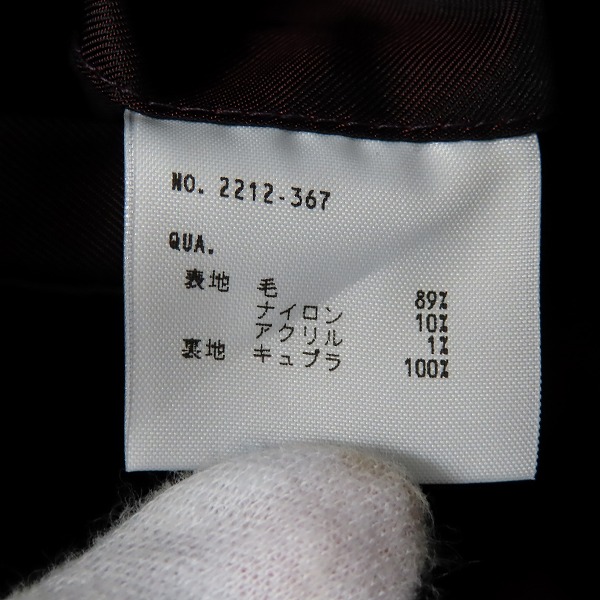 NO. 2212-367
QUA.
表地 毛 89%
ナイロン 10%
アクリル 1%
裏地 キュプラ 100%